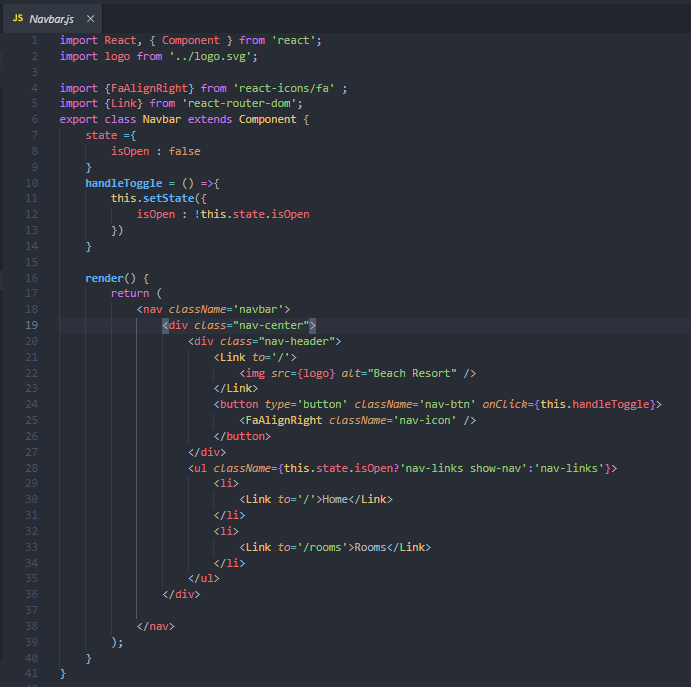 JS Navbar.js ×
1 import React, { Component } from 'react';
2 import logo from '../logo.svg';
3
4 import {FaAlignRight} from 'react-icons/fa' ;
5 import {Link} from 'react-router-dom';
6 export class Navbar extends Component {
7 state ={
8 isOpen : false
9 }
10 handleToggle = () =>{
11 this.setState({
12 isOpen : !this.state.isOpen
13 })
14 }
15
16 render() {
17 return (
18 <nav className='navbar'>
19 <div class="nav-center">
20 <div class="nav-header">
21 <Link to='/'>
22 <img src={logo} alt="Beach Resort" />
23 </Link>
24 <button type='button' className='nav-btn' onClick={this.handleToggle}>
25 <FaAlignRight className='nav-icon' />
26 </button>
27 </div>
28 <ul className={this.state.isOpen?'nav-links show-nav':'nav-links'}>
29 <li>
30 <Link to='/'>Home</Link>
31 </li>
32 <li>
33 <Link to='/rooms'>Rooms</Link>
34 </li>
35 </ul>
36 </div>
37
38 </nav>
39 );
40 }
41 }